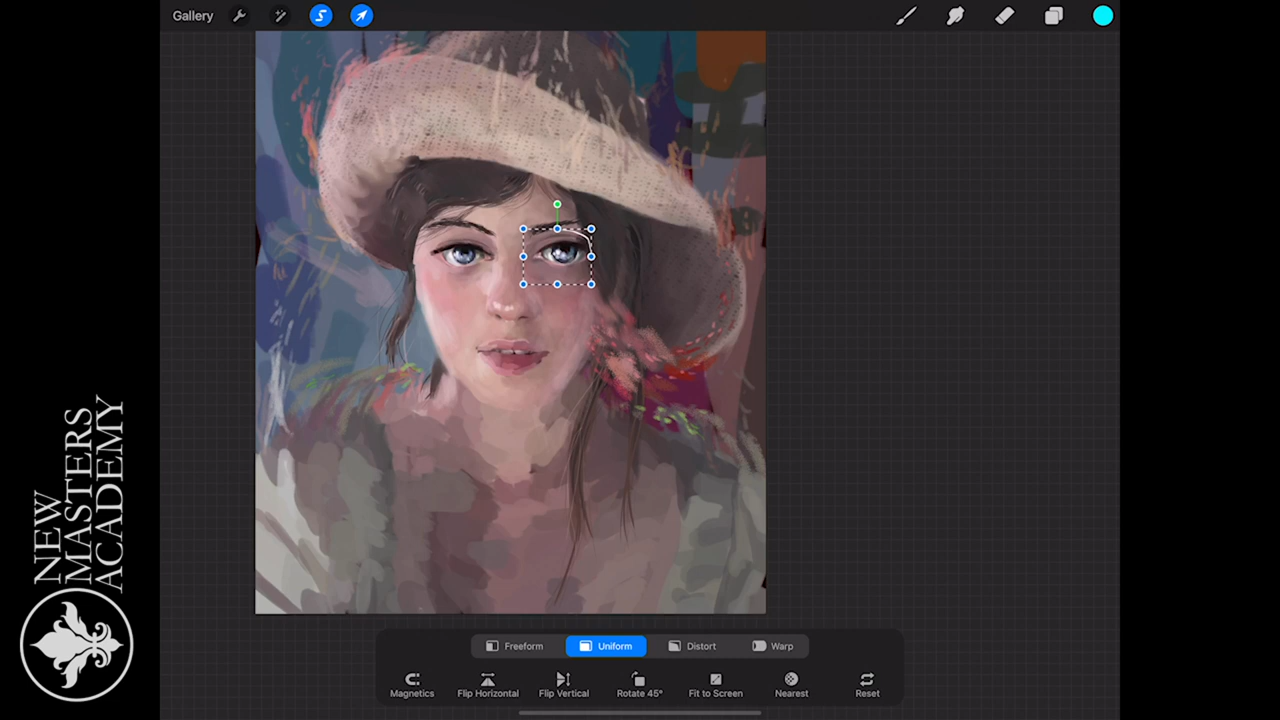 Gallery
Freeform
Uniform
Distort
Warp
Magnetics
Flip Horizontal
Flip Vertical
Rotate 45°
Fit to Screen
Nearest
Reset
NEW
MASTERS
ACADEMY